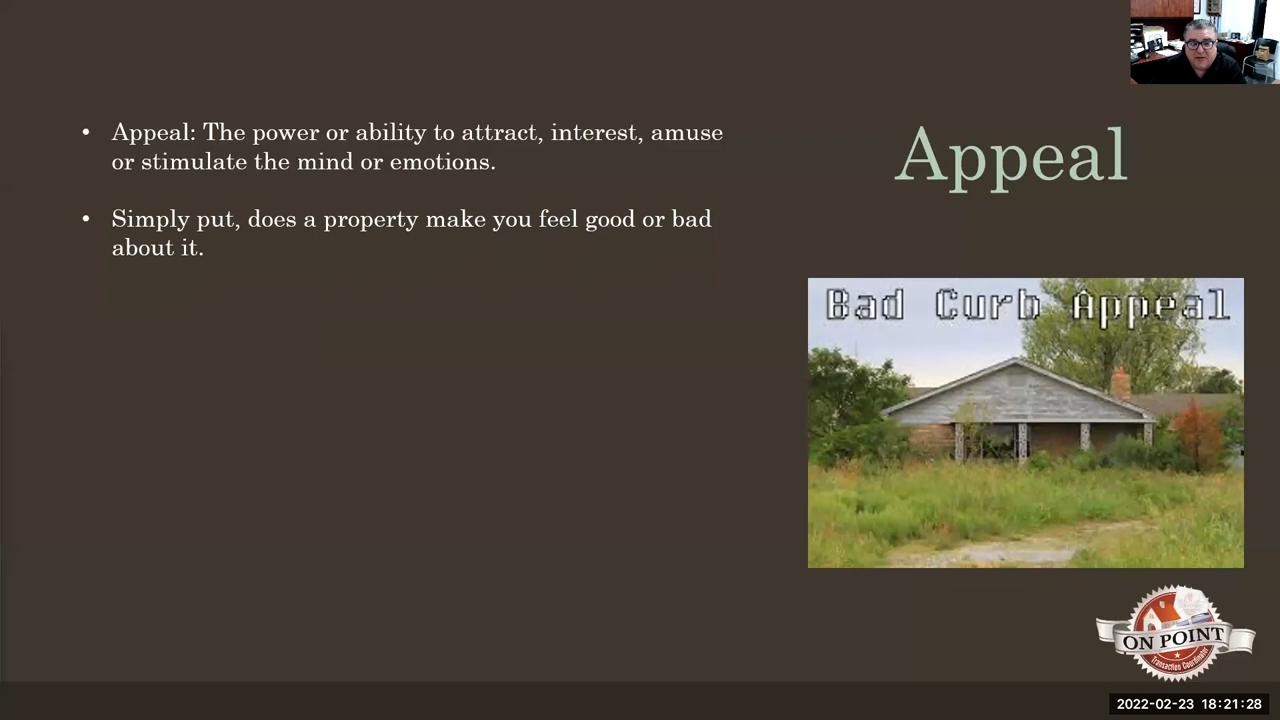 • Appeal: The power or ability to attract, interest, amuse
or stimulate the mind or emotions.
• Simply put, does a property make you feel good or bad
about it.
Appeal
Bad Curb Appeal
ON POINT
Transaction Coordinator
2022-02-23 18:21:28